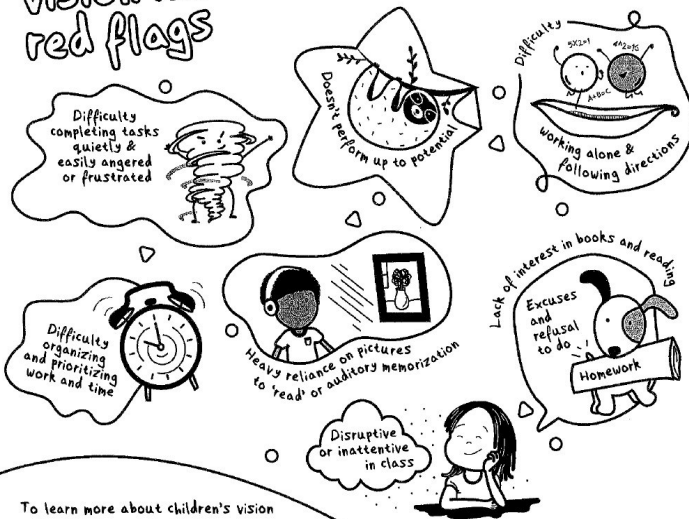 vision
red flags
Difficulty
completing tasks
quietly &
easily angered
or frustrated
Doesn't perform up to potential
Difficulty
working alone &
following directions
5X2=1
A+B=C
Difficulty
organizing
and prioritizing
work and time
Heavy reliance on pictures
to 'read' or auditory memorization
Lack of interest in books and reading
Excuses
and
refusal
to do
Homework
Disruptive
or inattentive
in class
To learn more about children's vision